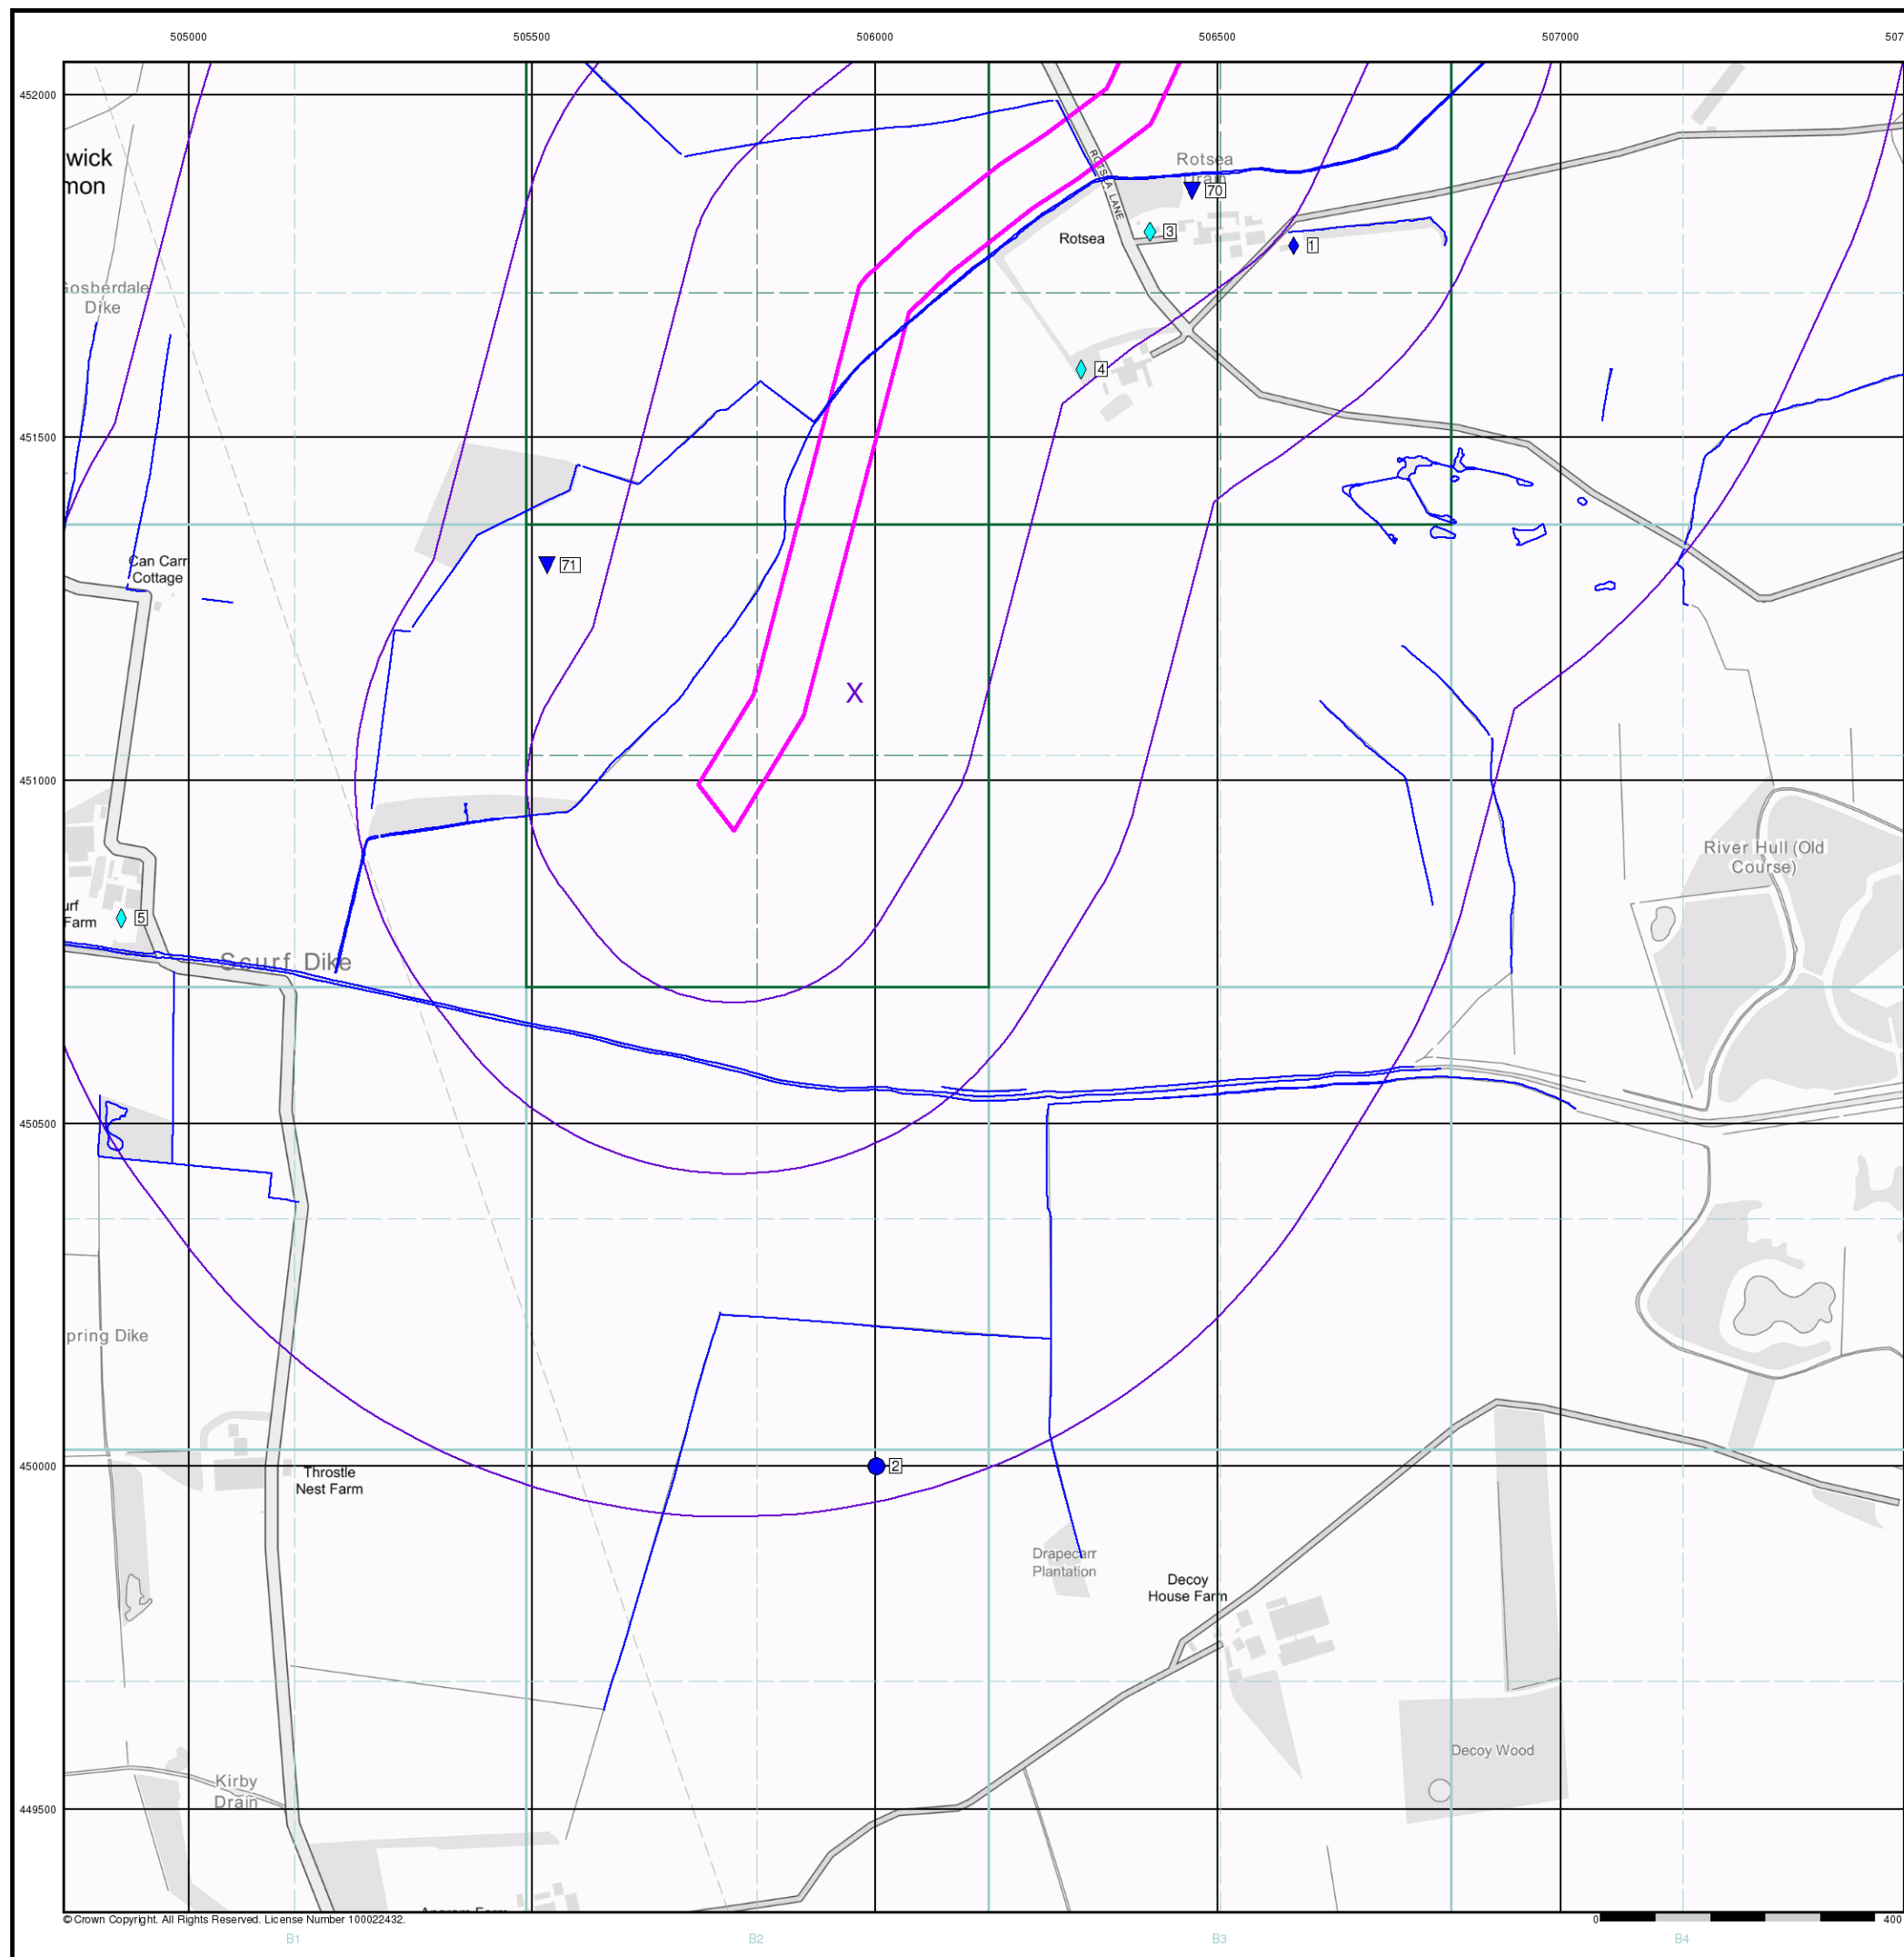 505000
505500
506000
506500
507000
507
452000
wick
mon
Rotsea
Drain
ROTSEA LANE
70
3
1
Rotsea
Gosberdale
Dike
4
451500
71
Can Carr
Cottage
X
451000
River Hull (Old
Course)
urf
Farm
5
Scurf Dike
450500
pring Dike
450000
2
Throstle
Nest Farm
Drapecarr
Plantation
Decoy
House Farm
Decoy Wood
Kirby
Drain
449500
Angram Farm
© Crown Copyright. All Rights Reserved. License Number 100022432.
0
400
B1
B2
B3
B4